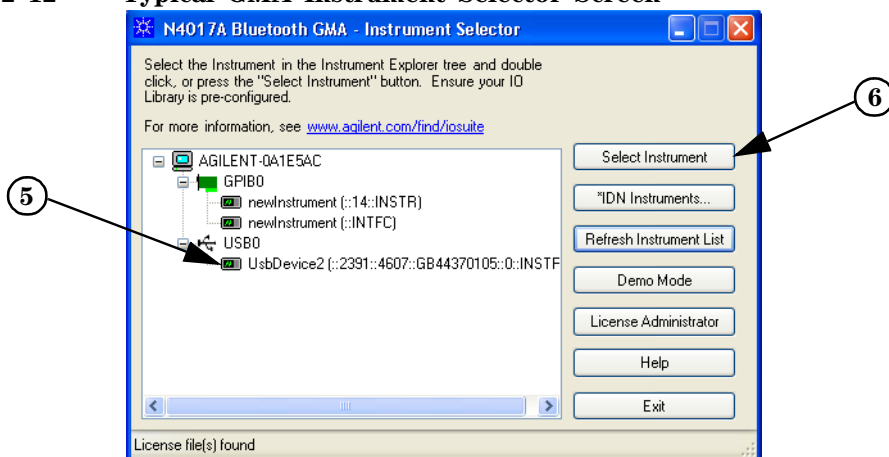 Typical GMA Instrument Selector Screen
N4017A Bluetooth GMA - Instrument Selector
Select the Instrument in the Instrument Explorer tree and double
click, or press the "Select Instrument" button. Ensure your IO
Library is pre-configured.
For more information, see www.agilent.com/find/iosuite
AGILENT-0A1E5AC
GPIB0
newInstrument (::14::INSTR)
newInstrument (::INTFC)
USB0
UsbDevice2 (::2391::4607::GB44370105::0::INSTF
5
6
Select Instrument
*IDN Instruments...
Refresh Instrument List
Demo Mode
License Administrator
Help
Exit
License file(s) found